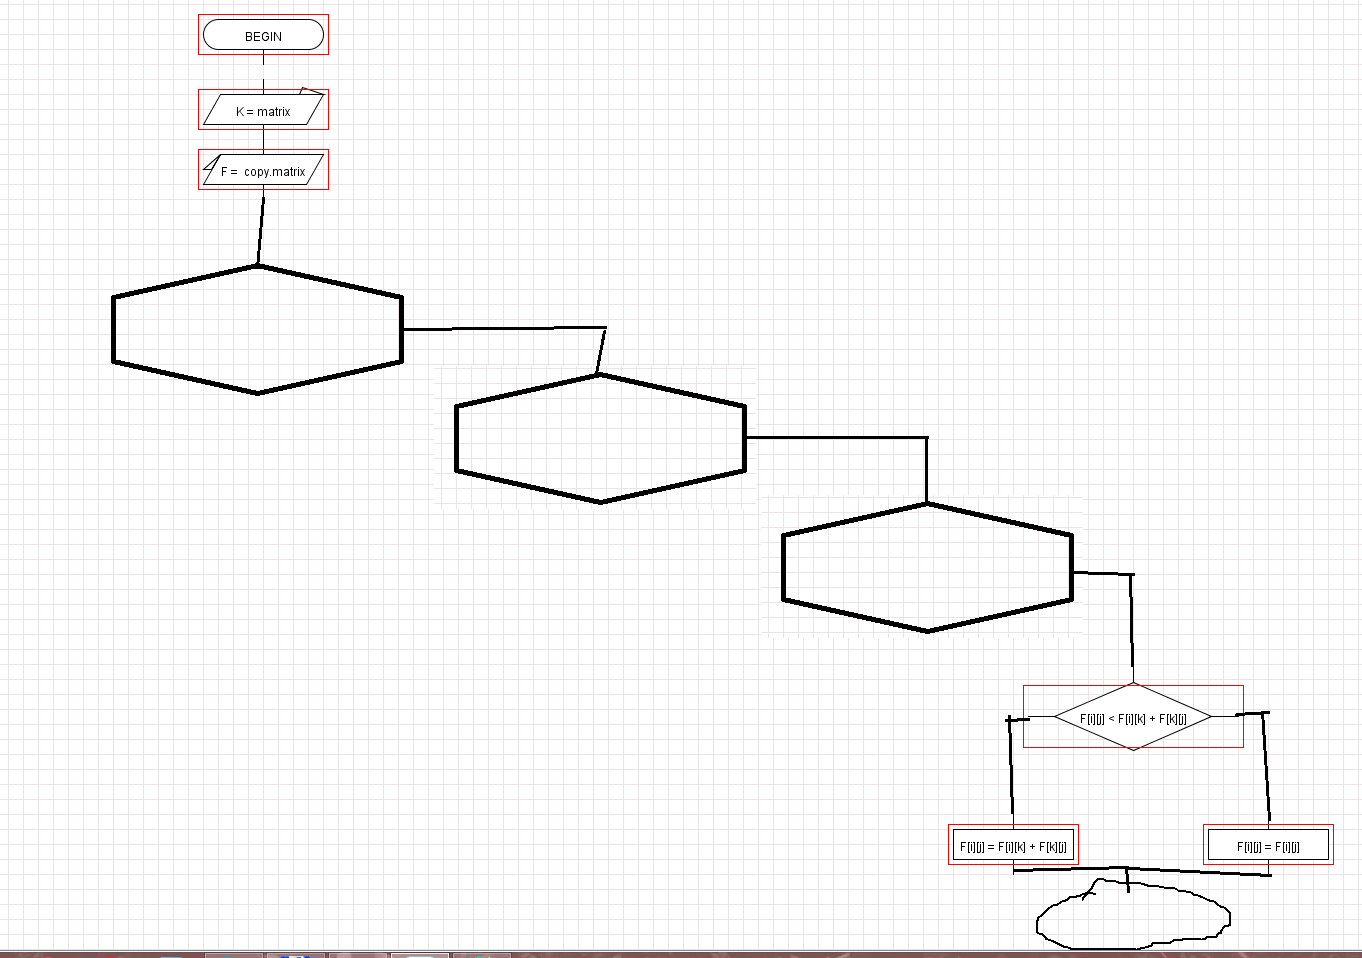 BEGIN
K = matrix
F = copy.matrix
F[i][j] < F[i][k] + F[k][j]
F[i][j] = F[i][k] + F[k][j]
F[i][j] = F[i][j]